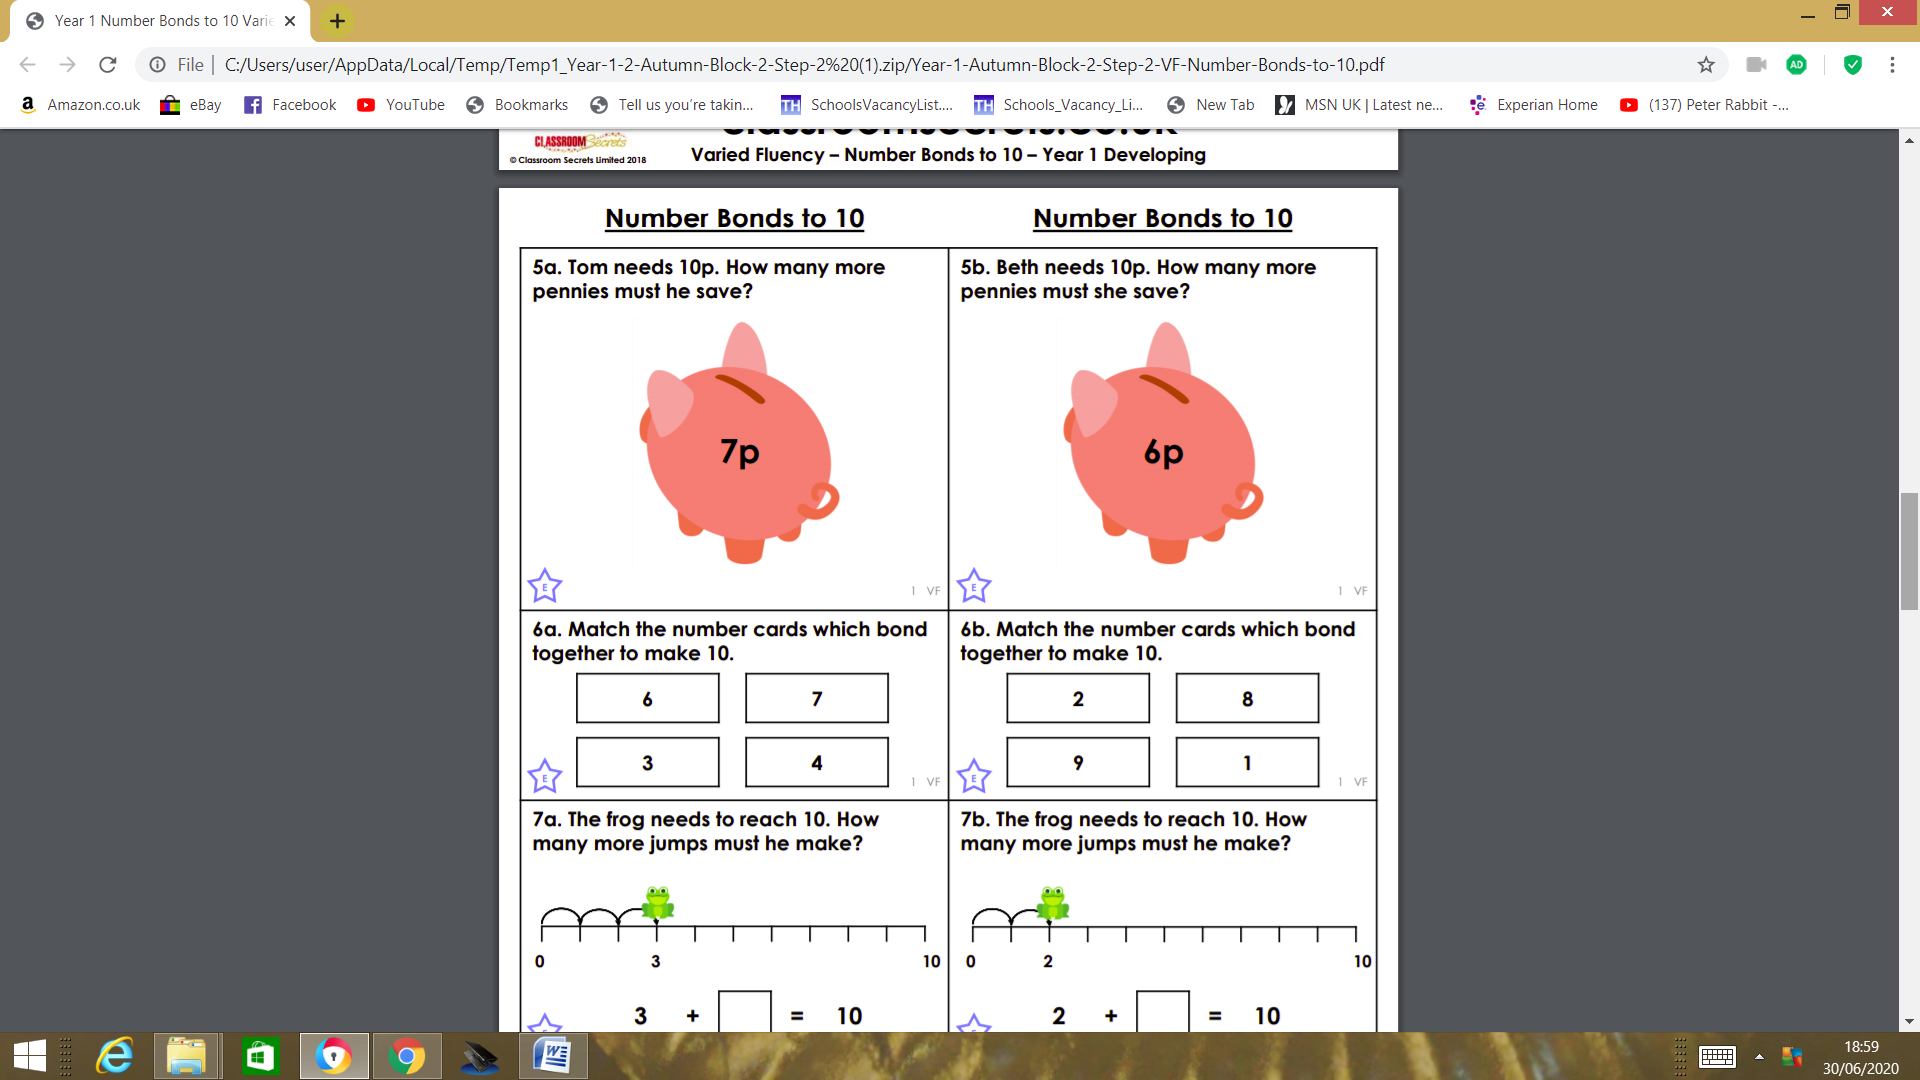 Year 1 Number Bonds to 10 Varie
File
C:/Users/user/AppData/Local/Temp/Temp1_Year-1-2-Autumn-Block-2-Step-2%20(1).zip/Year-1-Autumn-Block-2-Step-2-VF-Number-Bonds-to-10.pdf
AD
Amazon.co.uk eBay Facebook YouTube Bookmarks Tell us you're takin... TH SchoolsVacancyList.... TH Schools_Vacancy_Li... New Tab MSN UK | Latest ne... Experian Home (137) Peter Rabbit -...
CLASSROOM Secrets
© Classroom Secrets Limited 2018
classroomsecrets.co.uk
Varied Fluency – Number Bonds to 10 – Year 1 Developing
Number Bonds to 10
Number Bonds to 10
5a. Tom needs 10p. How many more
pennies must he save?
7p
E
1 VF
5b. Beth needs 10p. How many more
pennies must she save?
6p
E
1 VF
6a. Match the number cards which bond
together to make 10.
6 7
3 4
E
1 VF
6b. Match the number cards which bond
together to make 10.
2 8
9 1
E
1 VF
7a. The frog needs to reach 10. How
many more jumps must he make?
0 3 10
3 + = 10
7b. The frog needs to reach 10. How
many more jumps must he make?
0 2 10
2 + = 10
18:59
30/06/2020